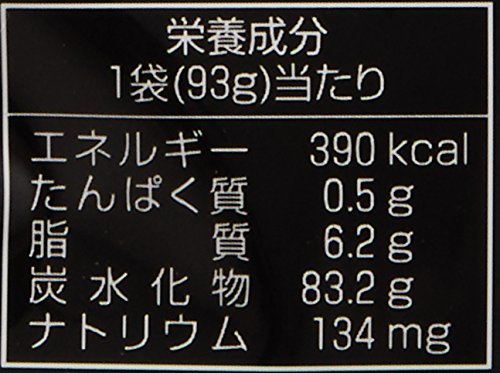 栄養成分
1袋(93g)当たり
エネルギー 390 kcal
たんぱく質 0.5 g
脂質 6.2 g
炭水化物 83.2 g
ナトリウム 134 mg